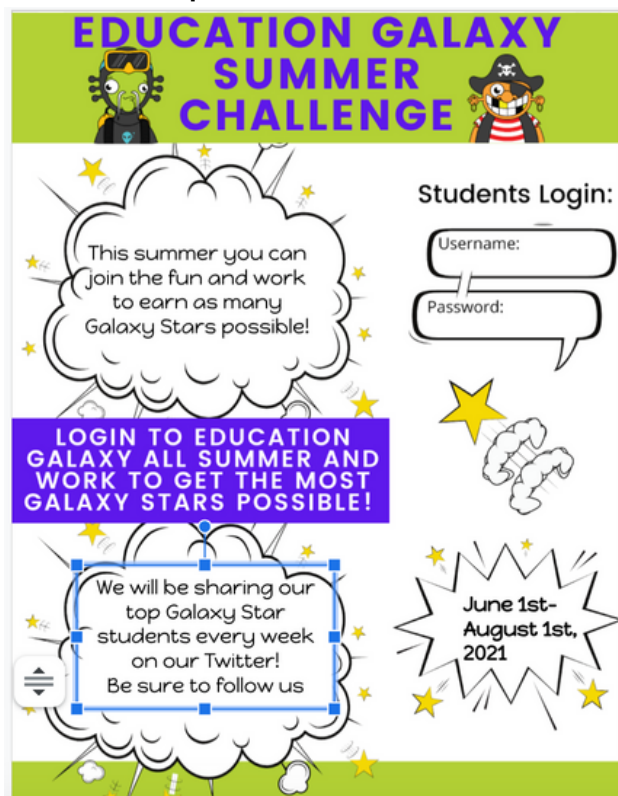 EDUCATION GALAXY
SUMMER
CHALLENGE
This summer you can
join the fun and work
to earn as many
Galaxy Stars possible!
Students Login:
Username:
Password:
LOGIN TO EDUCATION
GALAXY ALL SUMMER AND
WORK TO GET THE MOST
GALAXY STARS POSSIBLE!
We will be sharing our
top Galaxy Star
students every week
on our Twitter!
Be sure to follow us
June 1st-
August 1st,
2021